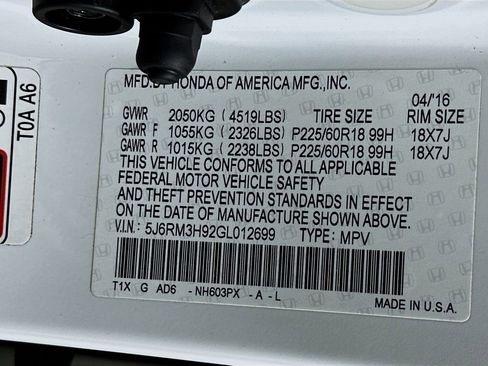 MFD.BY HONDA OF AMERICA MFG.,INC.
04/'16
GVWR 2050KG (4519LBS) TIRE SIZE RIM SIZE
GAWR F 1055KG (2326LBS) P225/60R18 99H 18X7J
GAWR R 1015KG (2238LBS) P225/60R18 99H 18X7J
THIS VEHICLE CONFORMS TO ALL APPLICABLE
FEDERAL MOTOR VEHICLE SAFETY
AND THEFT PREVENTION STANDARDS IN EFFECT
ON THE DATE OF MANUFACTURE SHOWN ABOVE.
V.I.N.: 5J6RM3H92GL012699 TYPE: MPV
T1X G AD6 -NH603PX -A-L
MADE IN U.S.A.
T0A A6